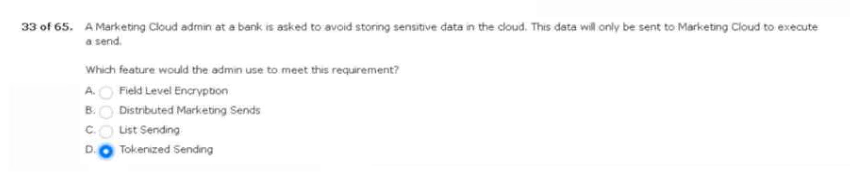 33 of 65. A Marketing Cloud admin at a bank is asked to avoid storing sensitive data in the cloud. This data will only be sent to Marketing Cloud to execute
a send.
Which feature would the admin use to meet this requirement?
A. Field Level Encryption
B. Distributed Marketing Sends
C. List Sending
D. Tokenized Sending